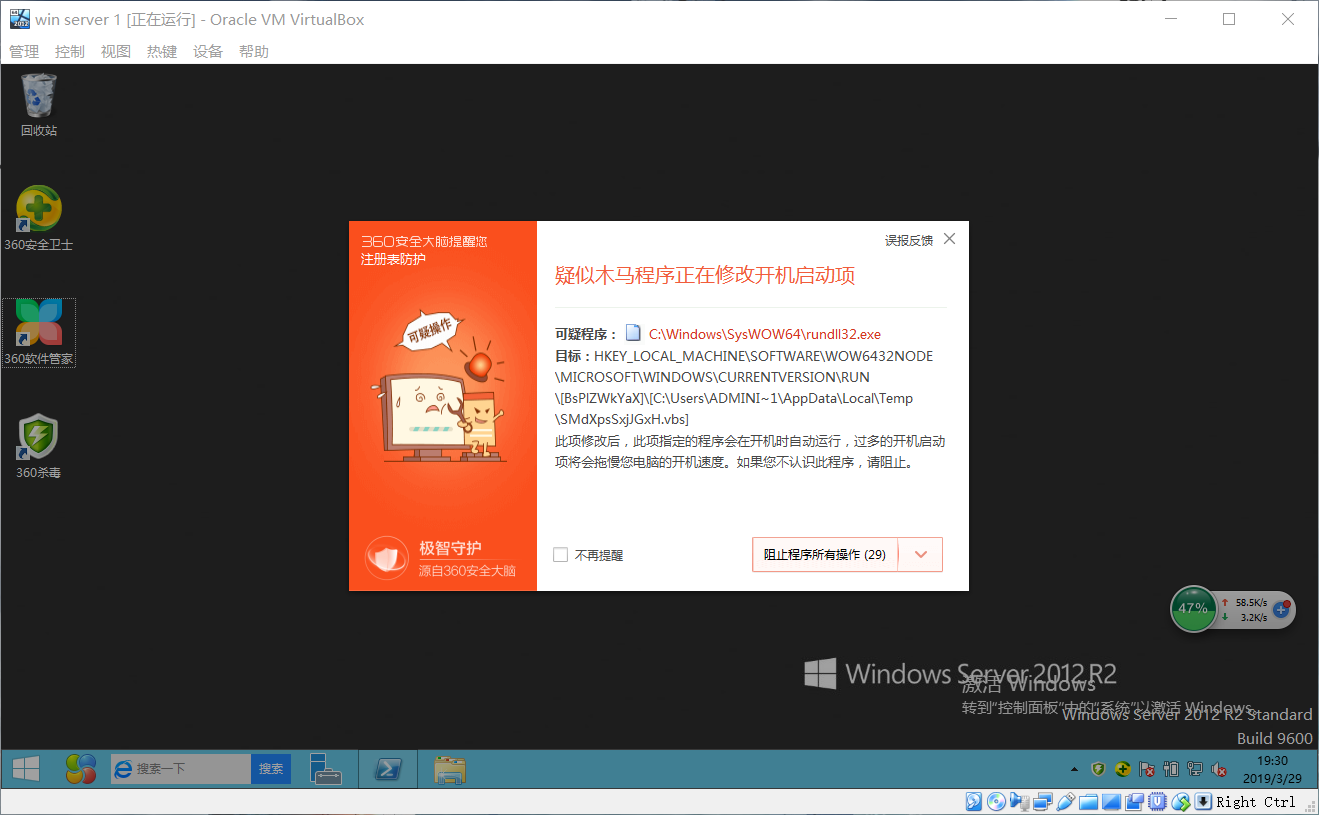 win server 1 [正在运行] - Oracle VM VirtualBox
管理 控制 视图 热键 设备 帮助
回收站
360安全卫士
360软件管家
360杀毒
360安全大脑提醒您
注册表防护
可疑操作
极智守护
源自360安全大脑
误报反馈
疑似木马程序正在修改开机启动项
可疑程序： C:\Windows\SysWOW64\rundll32.exe
目标：HKEY_LOCAL_MACHINE\SOFTWARE\WOW6432NODE
\MICROSOFT\WINDOWS\CURRENTVERSION\RUN
\[BsPlZWkYaX]\[C:\Users\ADMINI~1\AppData\Local\Temp
\SMdXpsSxjJGxH.vbs]
此项修改后，此项指定的程序会在开机时自动运行，过多的开机启动
项将会拖慢您电脑的开机速度。如果您不认识此程序，请阻止。
不再提醒
阻止程序所有操作 (29)
47%
58.5K/s
3.2K/s
Windows Server 2012 R2
激活 Windows
转到"控制面板"中的"系统"以激活 Windows。
Windows Server 2012 R2 Standard
Build 9600
搜索一下 搜索
19:30
2019/3/29
Right Ctrl